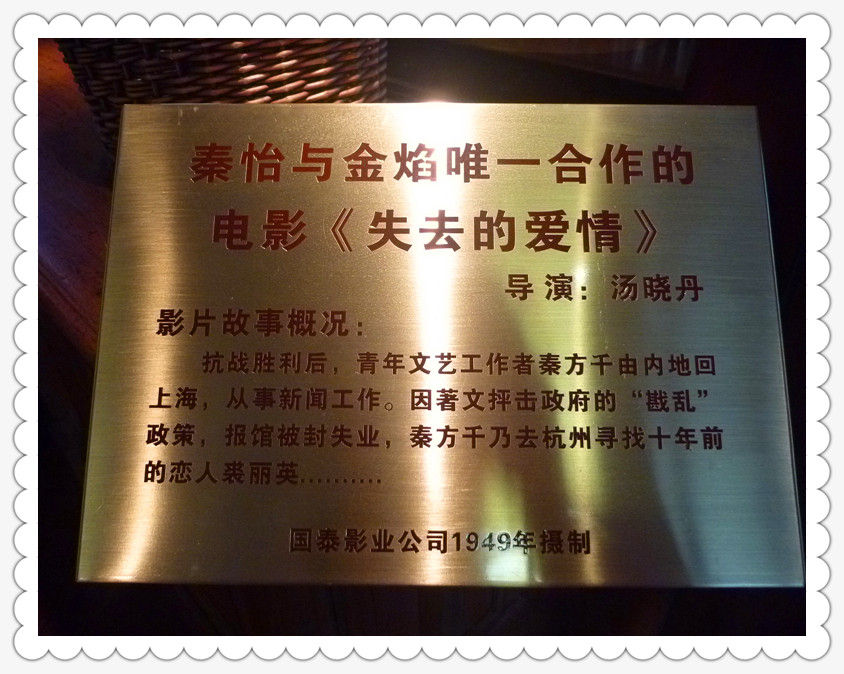 秦怡与金焰唯一合作的
电影《失去的爱情》
导演：汤晓丹
影片故事概况：
抗战胜利后，青年文艺工作者秦方千由内地回
上海，从事新闻工作。因著文抨击政府的“戡乱”
政策，报馆被封失业，秦方千乃去杭州寻找十年前
的恋人裘丽英..........
国泰影业公司1949年摄制